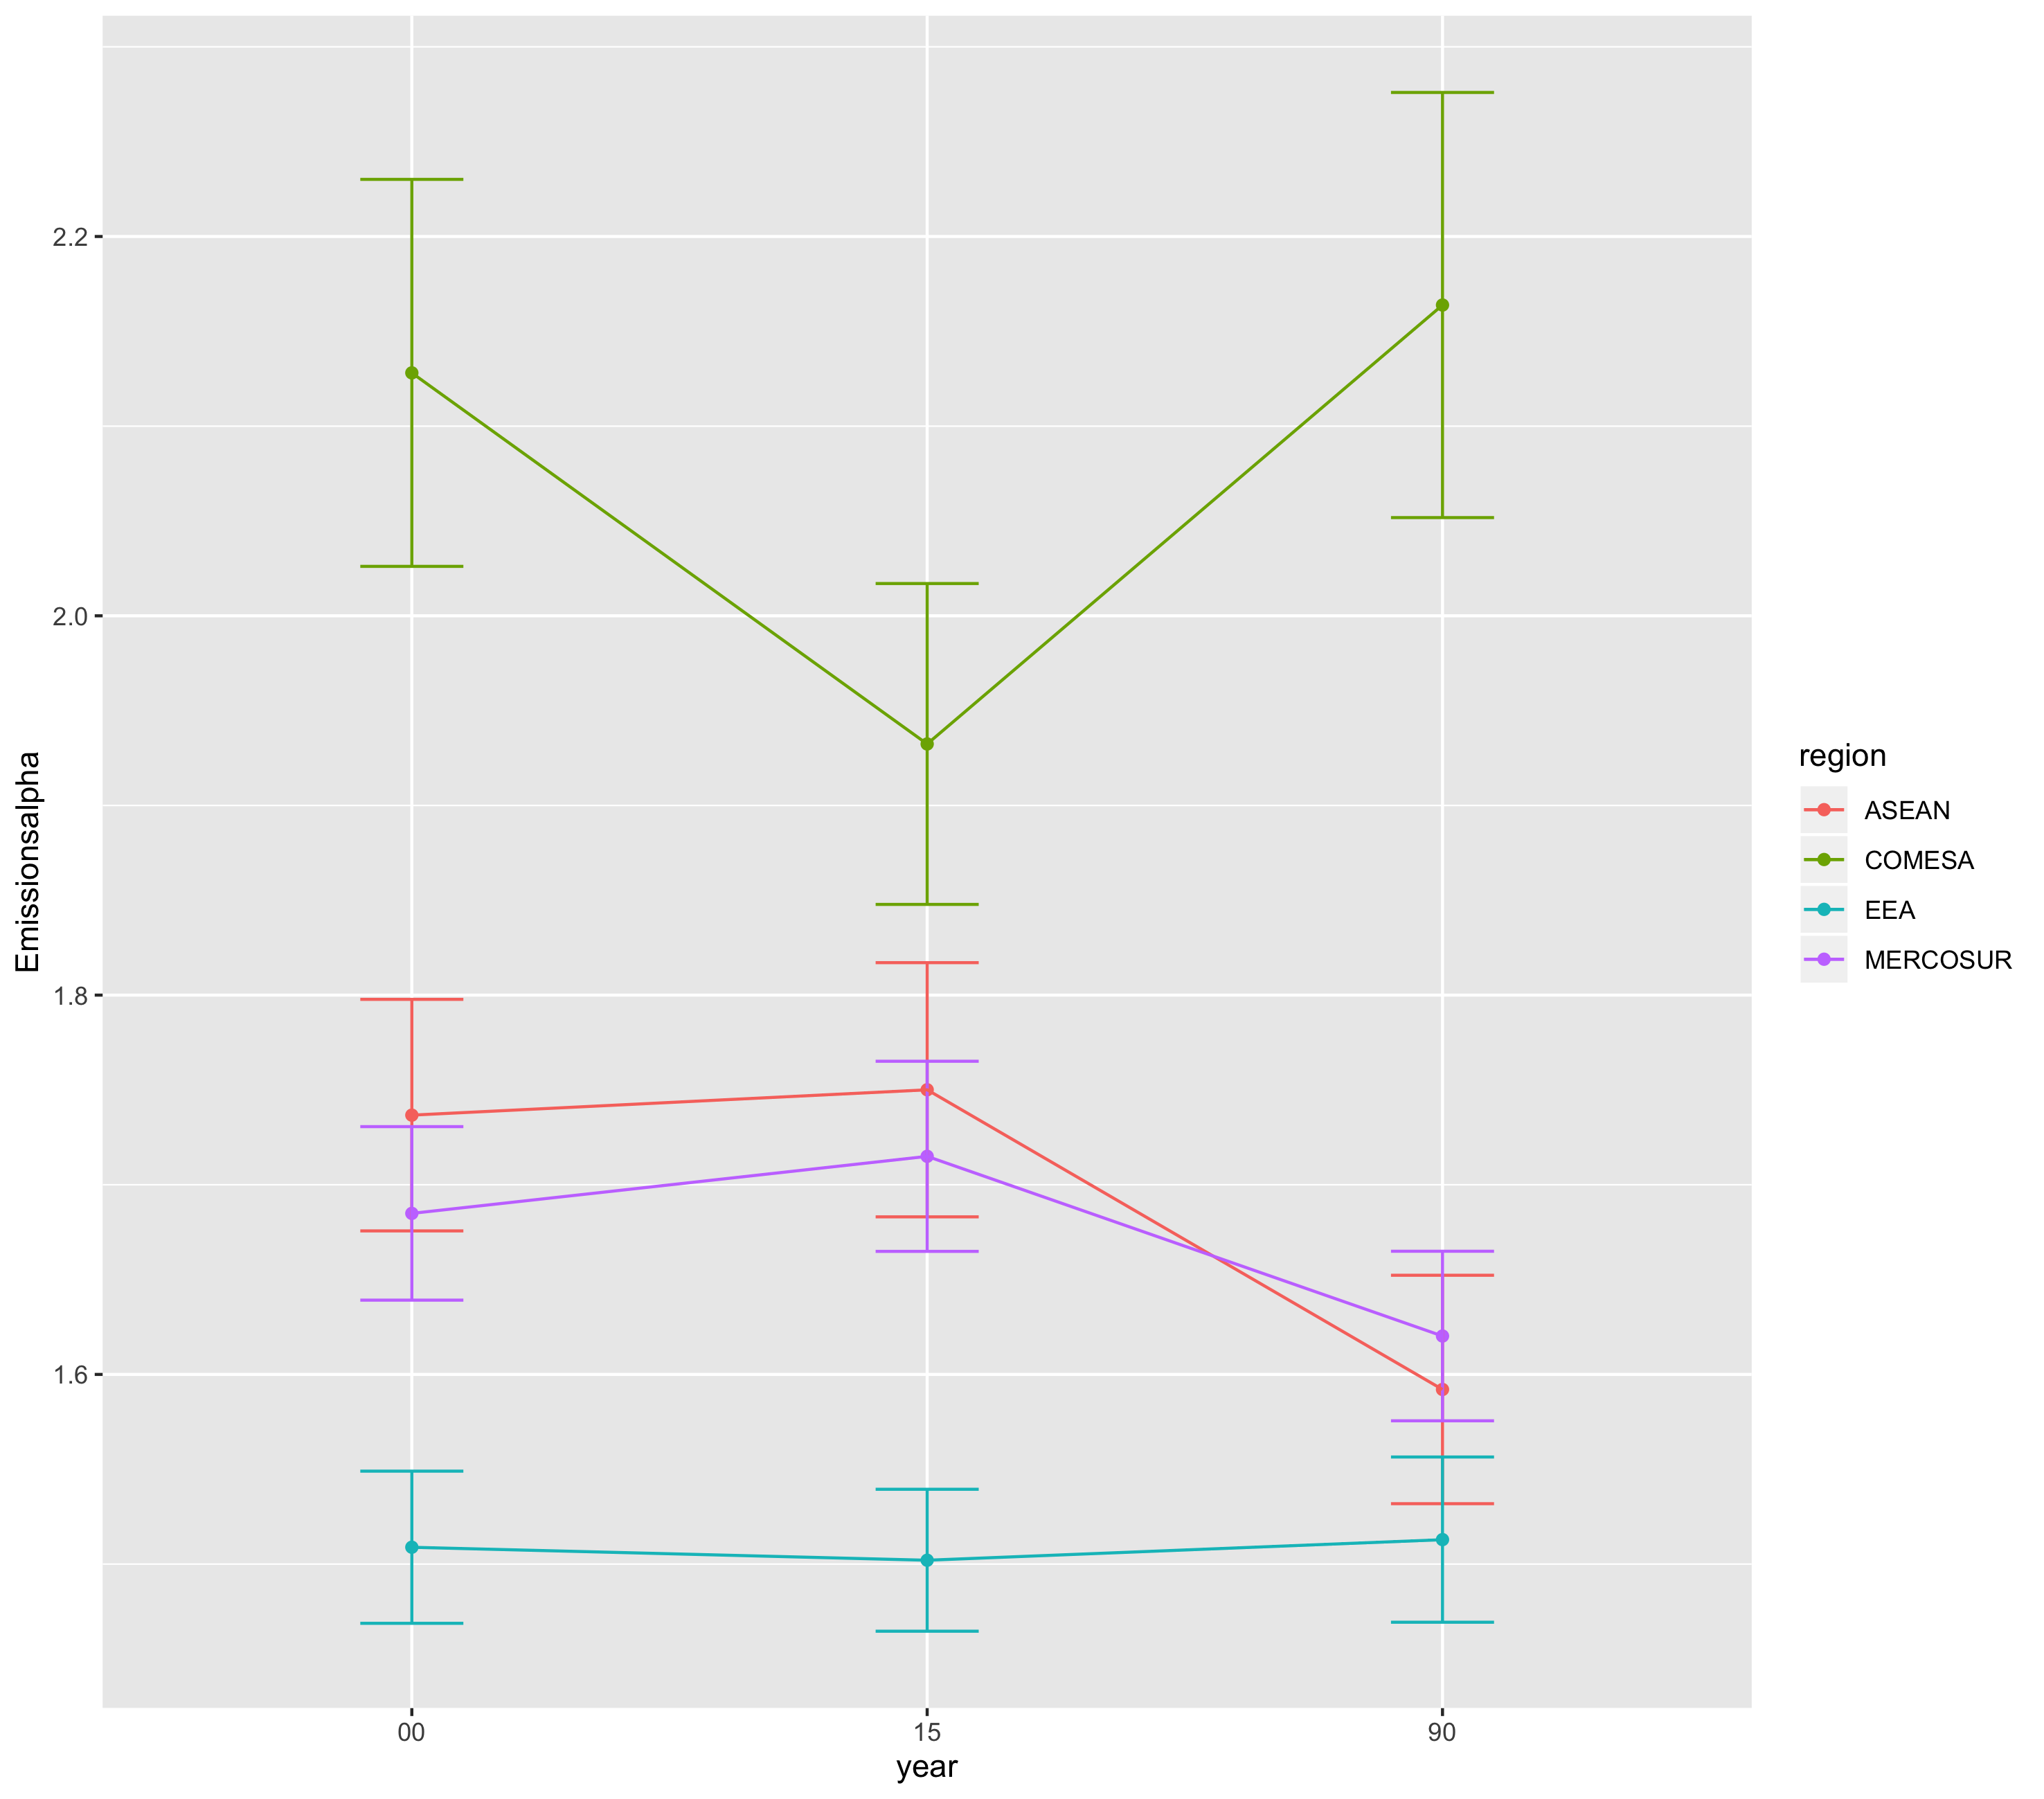 2.2
2.0
1.8
1.6
Emissionsalpha
00
15
90
year
region
ASEAN
COMESA
EEA
MERCOSUR